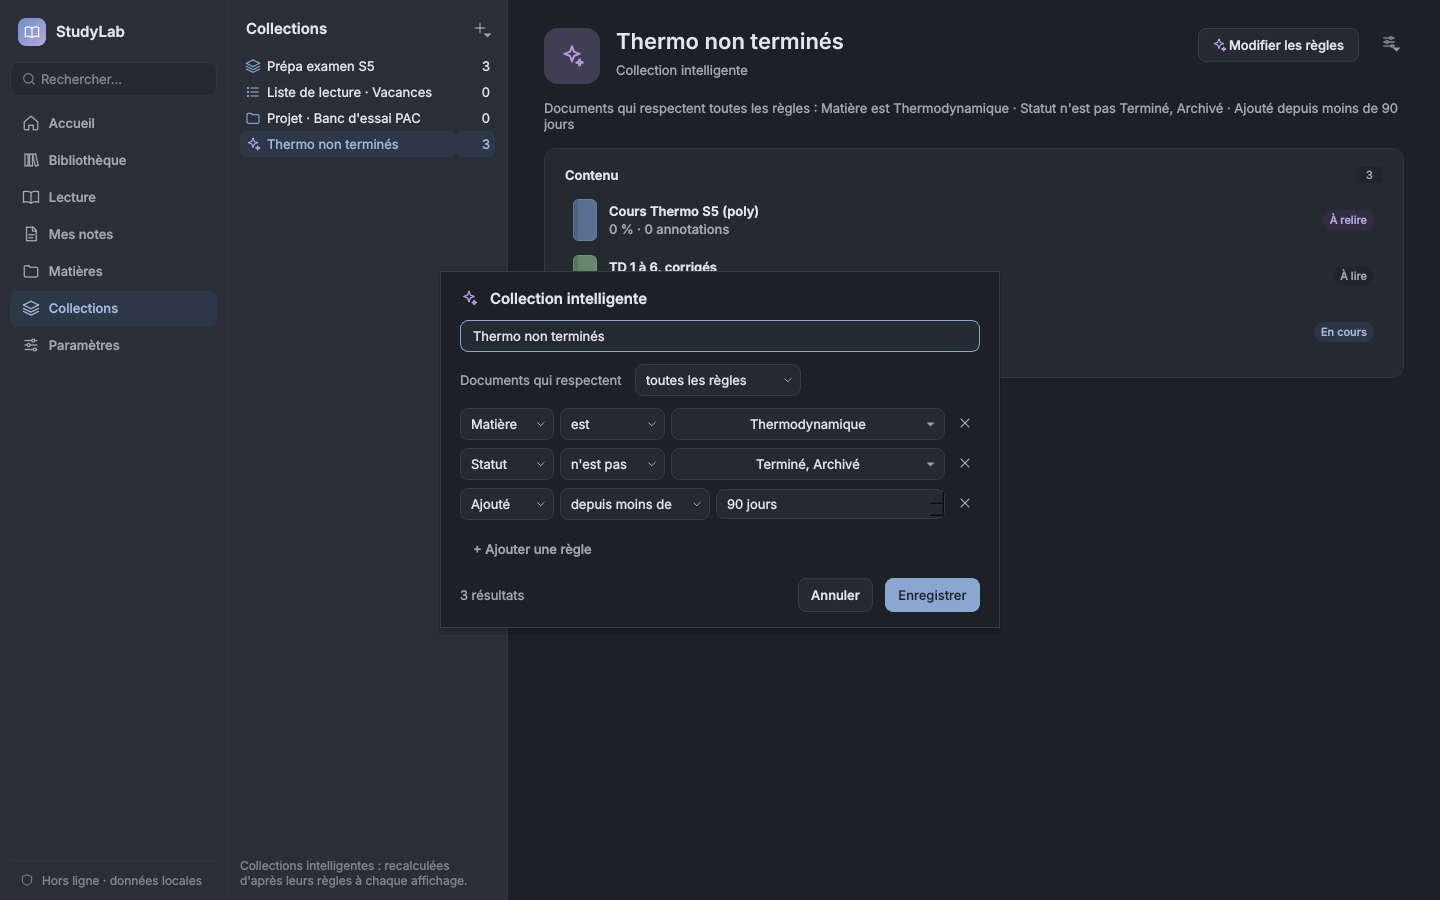 StudyLab
Rechercher...
Accueil
Bibliothèque
Lecture
Mes notes
Matières
Collections
Paramètres
Hors ligne · données locales
Collections
Prépa examen S5 3
Liste de lecture · Vacances 0
Projet · Banc d'essai PAC 0
Thermo non terminés 3
Collections intelligentes : recalculées
d'après leurs règles à chaque affichage.
Thermo non terminés
Collection intelligente
Modifier les règles
Documents qui respectent toutes les règles : Matière est Thermodynamique · Statut n'est pas Terminé, Archivé · Ajouté depuis moins de 90
jours
Contenu 3
Cours Thermo S5 (poly)
0 % · 0 annotations
À relire
TD 1 à 6, corrigés
À lire
En cours
Collection intelligente
Thermo non terminés
Documents qui respectent toutes les règles
Matière est Thermodynamique
Statut n'est pas Terminé, Archivé
Ajouté depuis moins de 90 jours
+ Ajouter une règle
3 résultats
Annuler
Enregistrer